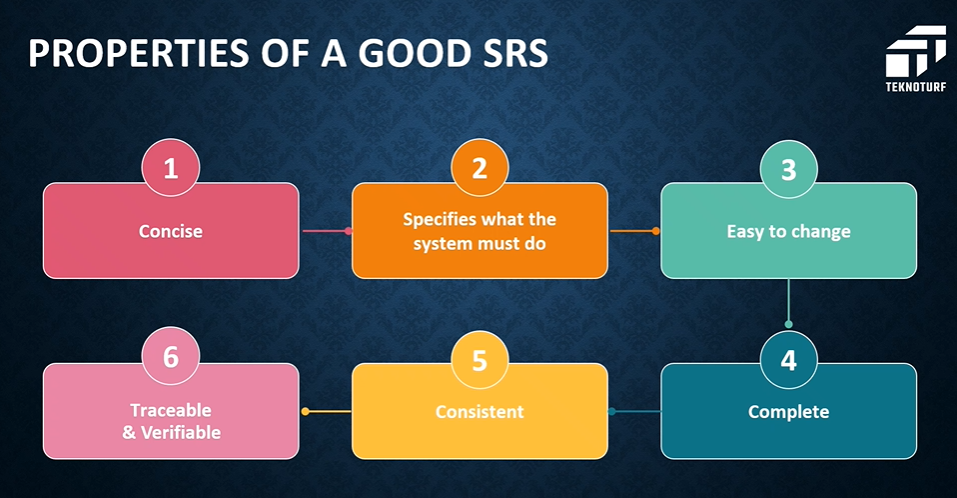 PROPERTIES OF A GOOD SRS
TEKNOTURF
1
Concise
2
Specifies what the
system must do
3
Easy to change
4
Complete
5
Consistent
6
Traceable
& Verifiable